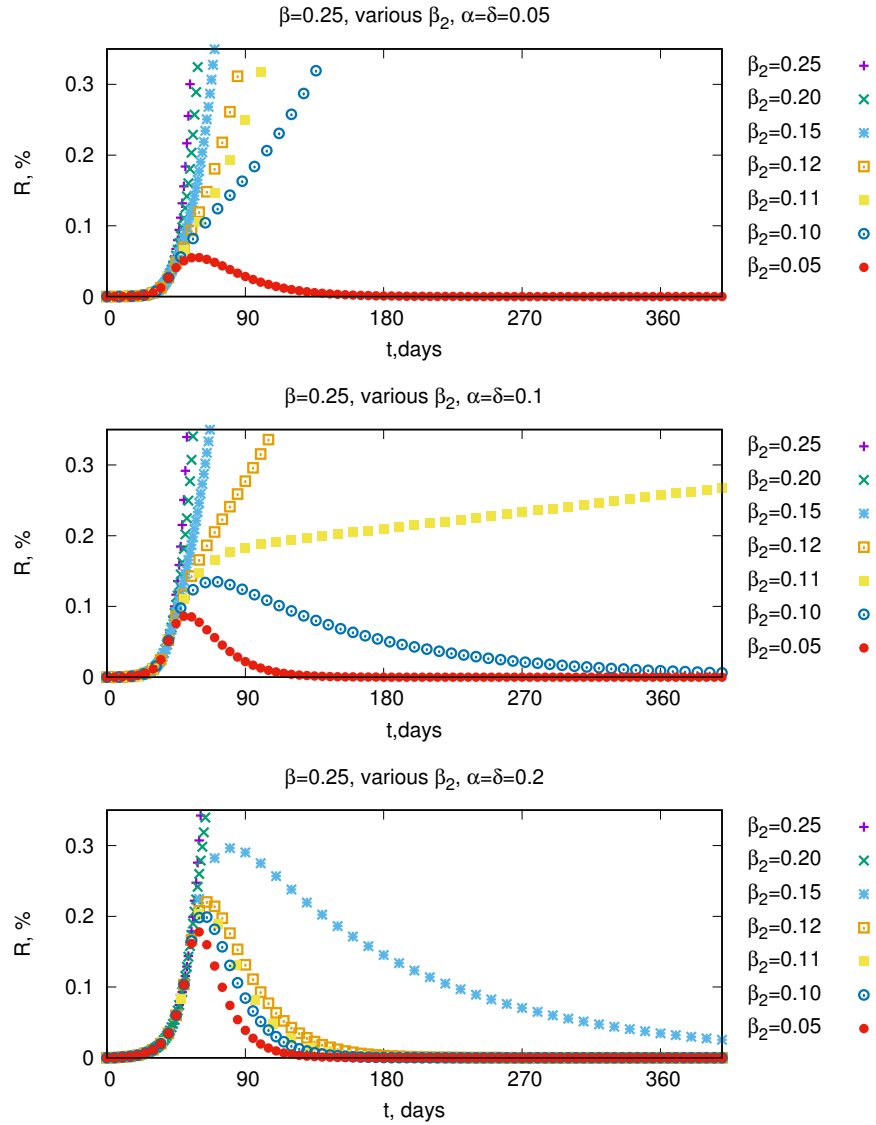 β=0.25, various β₂, α=δ=0.05
R, %
0.3
0.2
0.1
0
0 90 180 270 360
t,days
β₂=0.25
β₂=0.20
β₂=0.15
β₂=0.12
β₂=0.11
β₂=0.10
β₂=0.05
β=0.25, various β₂, α=δ=0.1
R, %
0.3
0.2
0.1
0
0 90 180 270 360
t,days
β₂=0.25
β₂=0.20
β₂=0.15
β₂=0.12
β₂=0.11
β₂=0.10
β₂=0.05
β=0.25, various β₂, α=δ=0.2
R, %
0.3
0.2
0.1
0
0 90 180 270 360
t, days
β₂=0.25
β₂=0.20
β₂=0.15
β₂=0.12
β₂=0.11
β₂=0.10
β₂=0.05